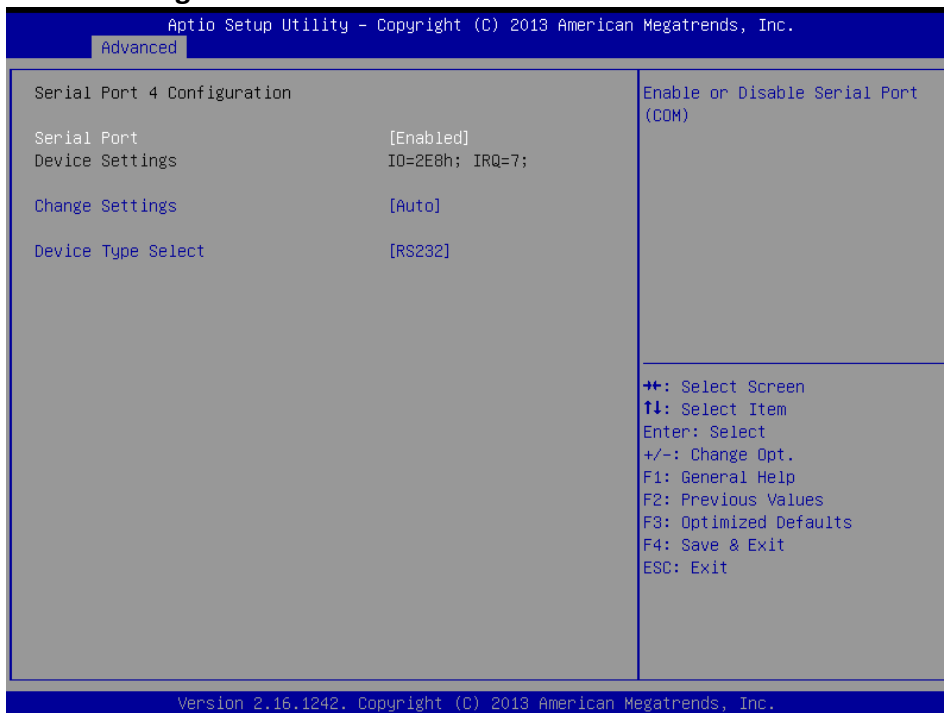 Aptio Setup Utility – Copyright (C) 2013 American Megatrends, Inc.
Advanced
Serial Port 4 Configuration
Serial Port [Enabled]
Device Settings IO=2E8h; IRQ=7;
Change Settings [Auto]
Device Type Select [RS232]
Enable or Disable Serial Port
(COM)
→←: Select Screen
↑↓: Select Item
Enter: Select
+/-: Change Opt.
F1: General Help
F2: Previous Values
F3: Optimized Defaults
F4: Save & Exit
ESC: Exit
Version 2.16.1242. Copyright (C) 2013 American Megatrends, Inc.